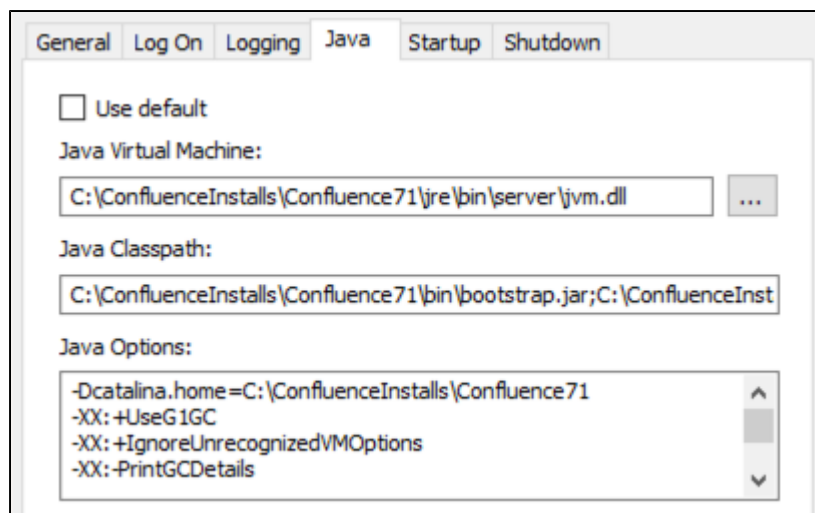 General Log On Logging Java Startup Shutdown
Use default
Java Virtual Machine:
C:\ConfluenceInstalls\Confluence71\jre\bin\server\jvm.dll ...
Java Classpath:
C:\ConfluenceInstalls\Confluence71\bin\bootstrap.jar;C:\ConfluenceInst
Java Options:
-Dcatalina.home=C:\ConfluenceInstalls\Confluence71
-XX:+UseG1GC
-XX:+IgnoreUnrecognizedVMOptions
-XX:-PrintGCDetails